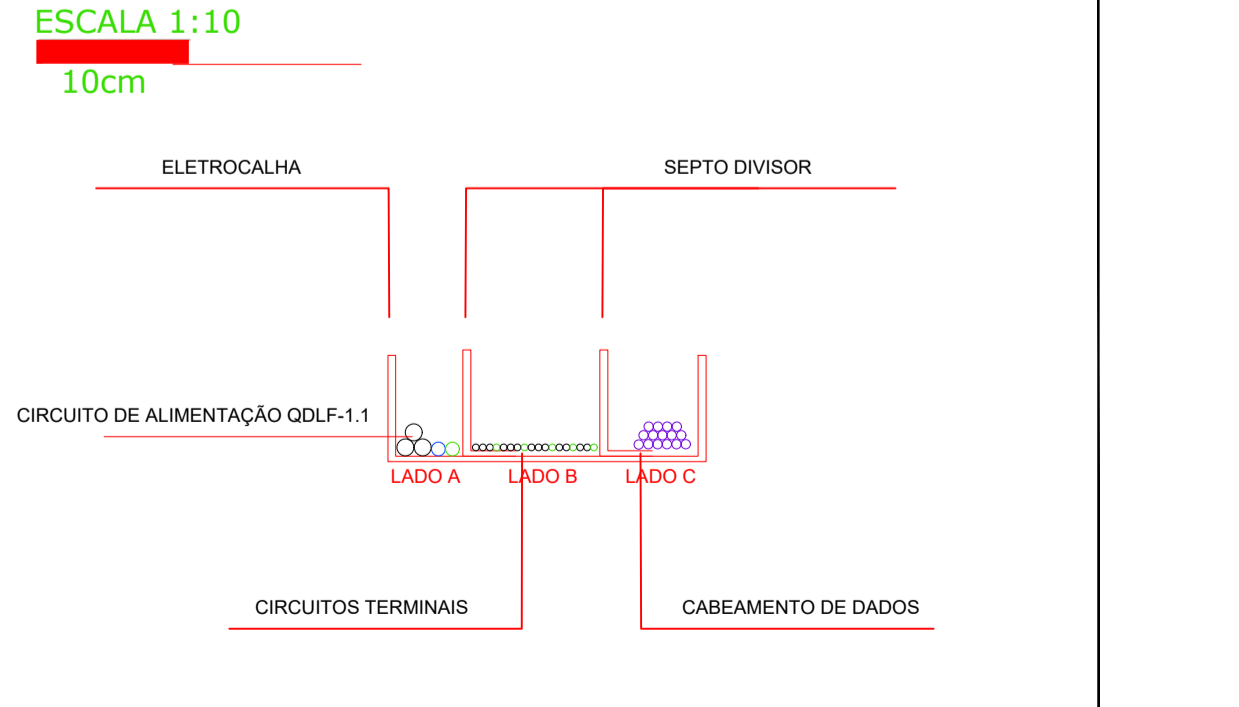 ESCALA 1:10
10cm
ELETROCALHA
SEPTO DIVISOR
CIRCUITO DE ALIMENTAÇÃO QDLF-1.1
LADO A
LADO B
LADO C
CIRCUITOS TERMINAIS
CABEAMENTO DE DADOS